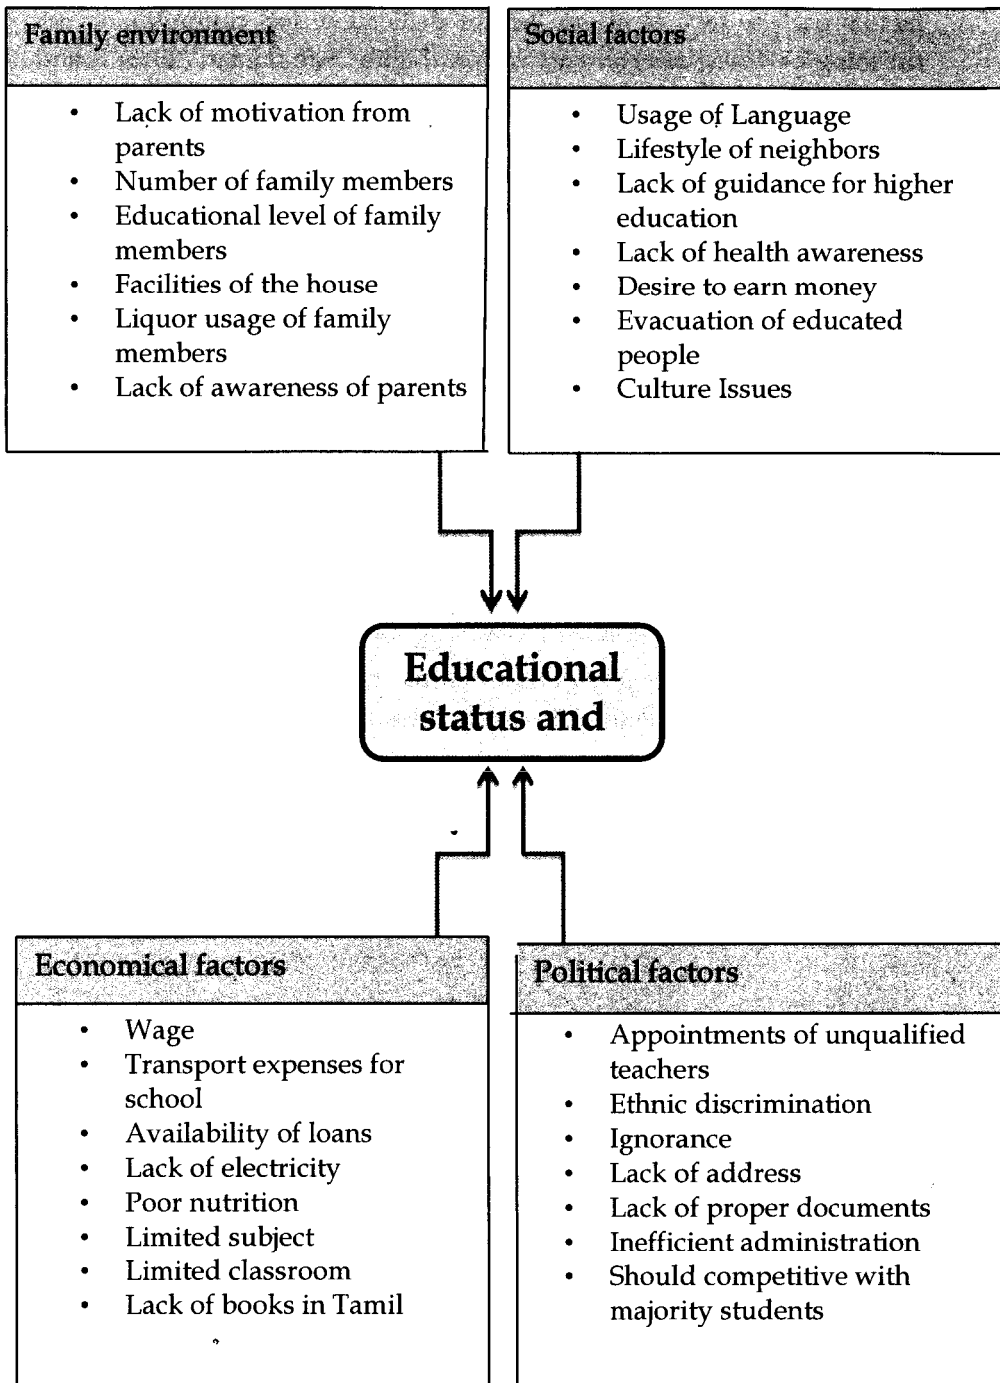 Family environment
• Lack of motivation from
parents
• Number of family members
• Educational level of family
members
• Facilities of the house
• Liquor usage of family
members
• Lack of awareness of parents
Social factors
• Usage of Language
• Lifestyle of neighbors
• Lack of guidance for higher
education
• Lack of health awareness
• Desire to earn money
• Evacuation of educated
people
• Culture Issues
Educational
status and
Economical factors
• Wage
• Transport expenses for
school
• Availability of loans
• Lack of electricity
• Poor nutrition
• Limited subject
• Limited classroom
• Lack of books in Tamil
Political factors
• Appointments of unqualified
teachers
• Ethnic discrimination
• Ignorance
• Lack of address
• Lack of proper documents
• Inefficient administration
• Should competitive with
majority students